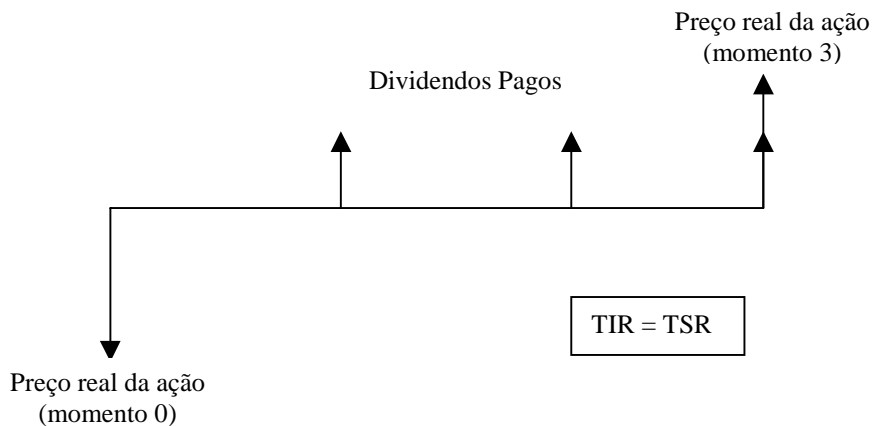 Preço real da ação
(momento 3)
Dividendos Pagos
TIR = TSR
Preço real da ação
(momento 0)